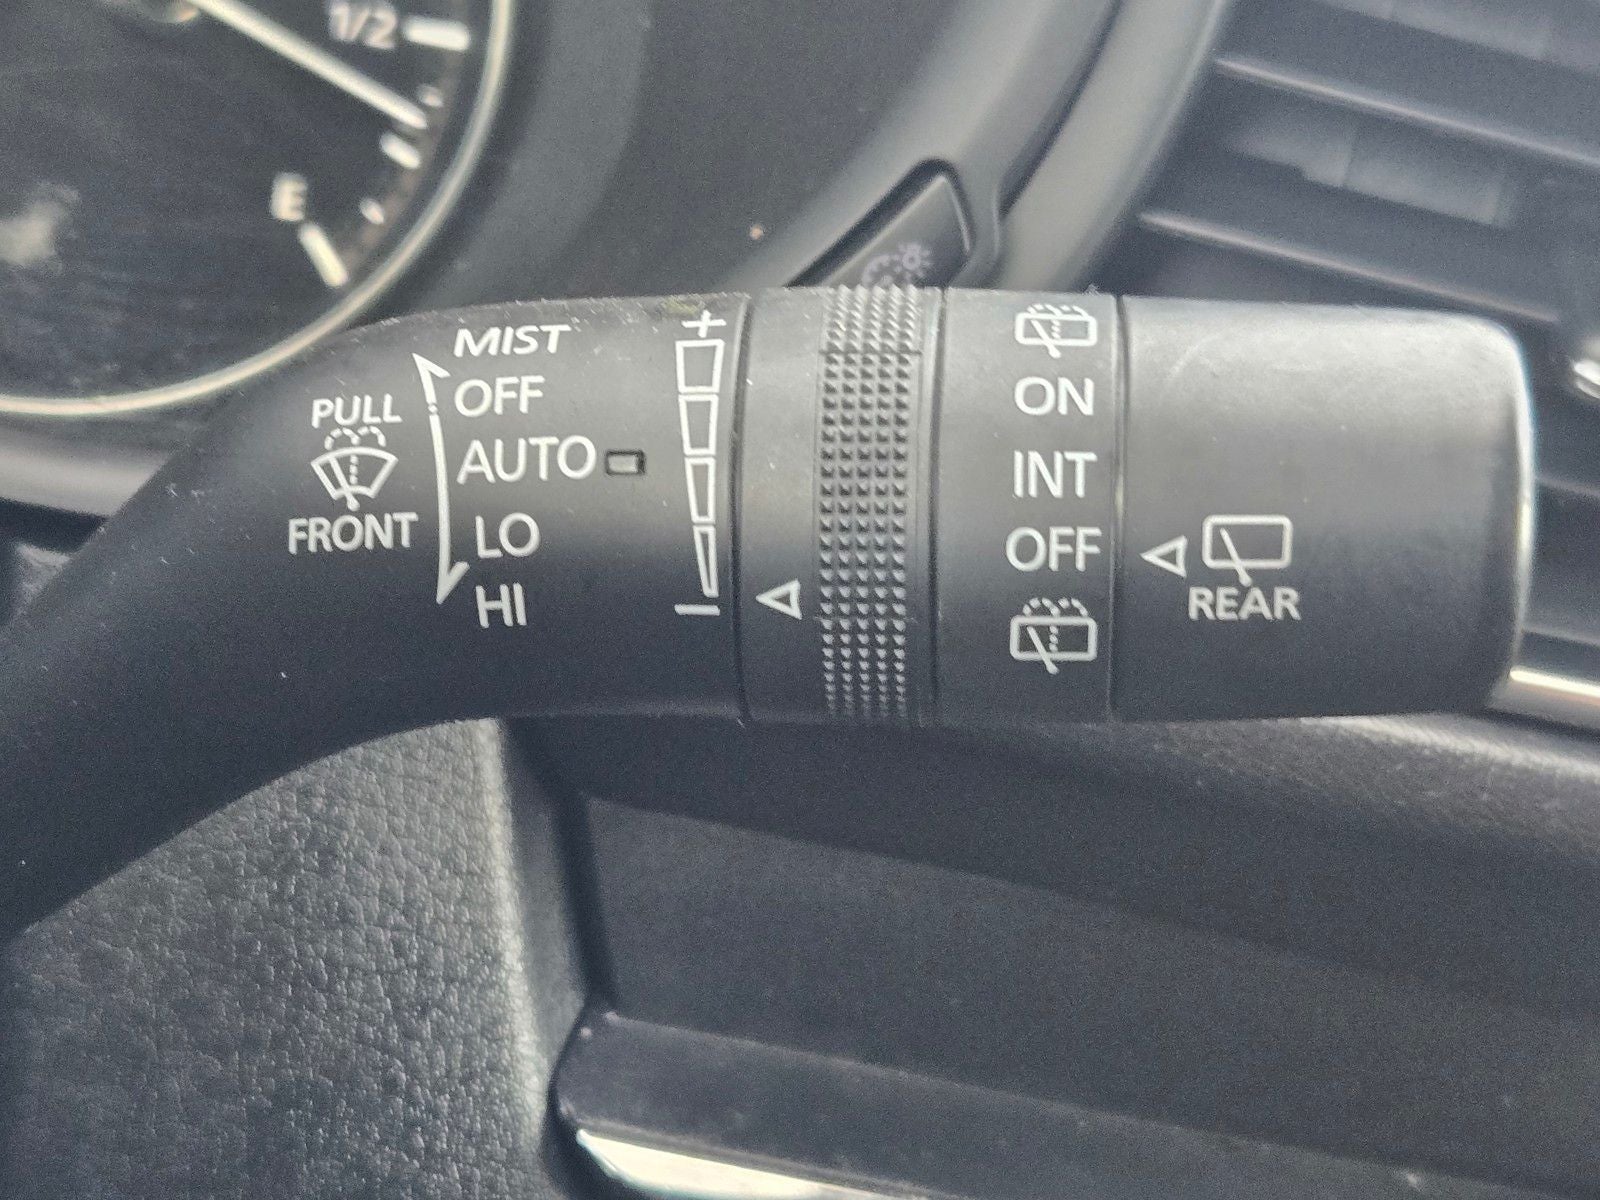 1/2
E
PULL
FRONT
MIST
OFF
AUTO
LO
HI
+
−
ON
INT
OFF
REAR